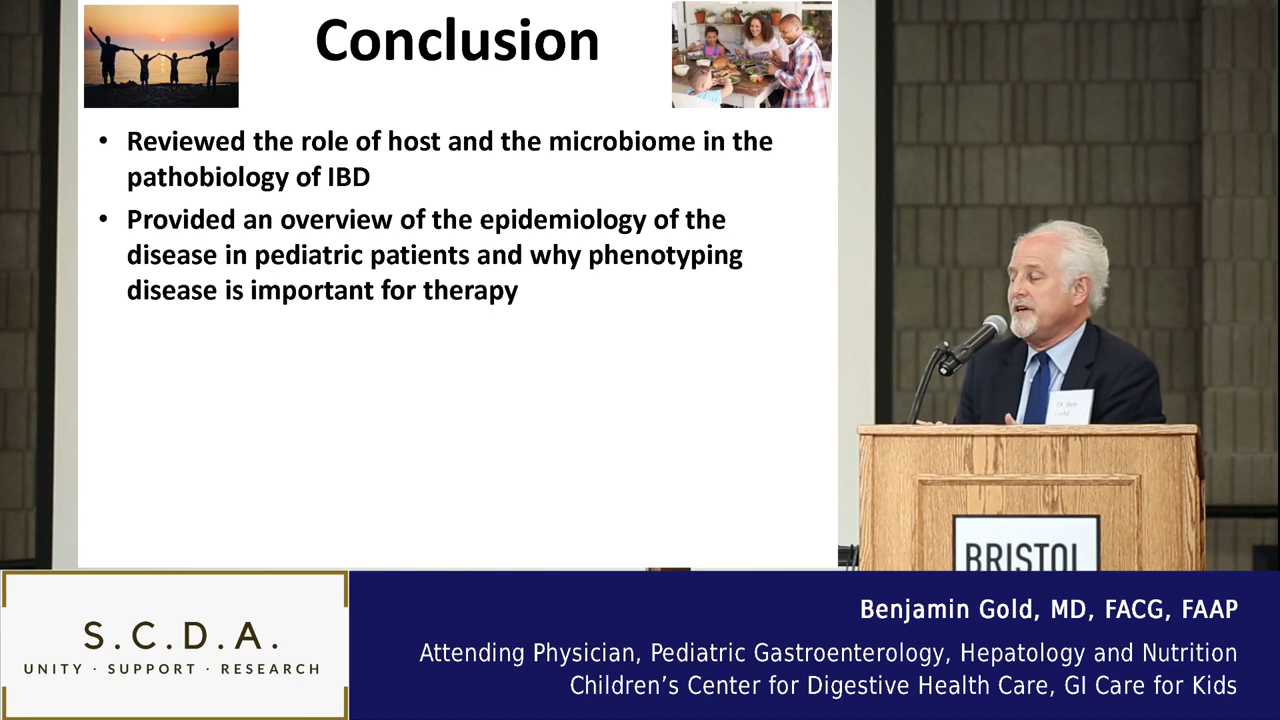 Conclusion
• Reviewed the role of host and the microbiome in the
pathobiology of IBD
• Provided an overview of the epidemiology of the
disease in pediatric patients and why phenotyping
disease is important for therapy
BRISTOL
S.C.D.A.
UNITY · SUPPORT · RESEARCH
Benjamin Gold, MD, FACG, FAAP
Attending Physician, Pediatric Gastroenterology, Hepatology and Nutrition
Children’s Center for Digestive Health Care, GI Care for Kids